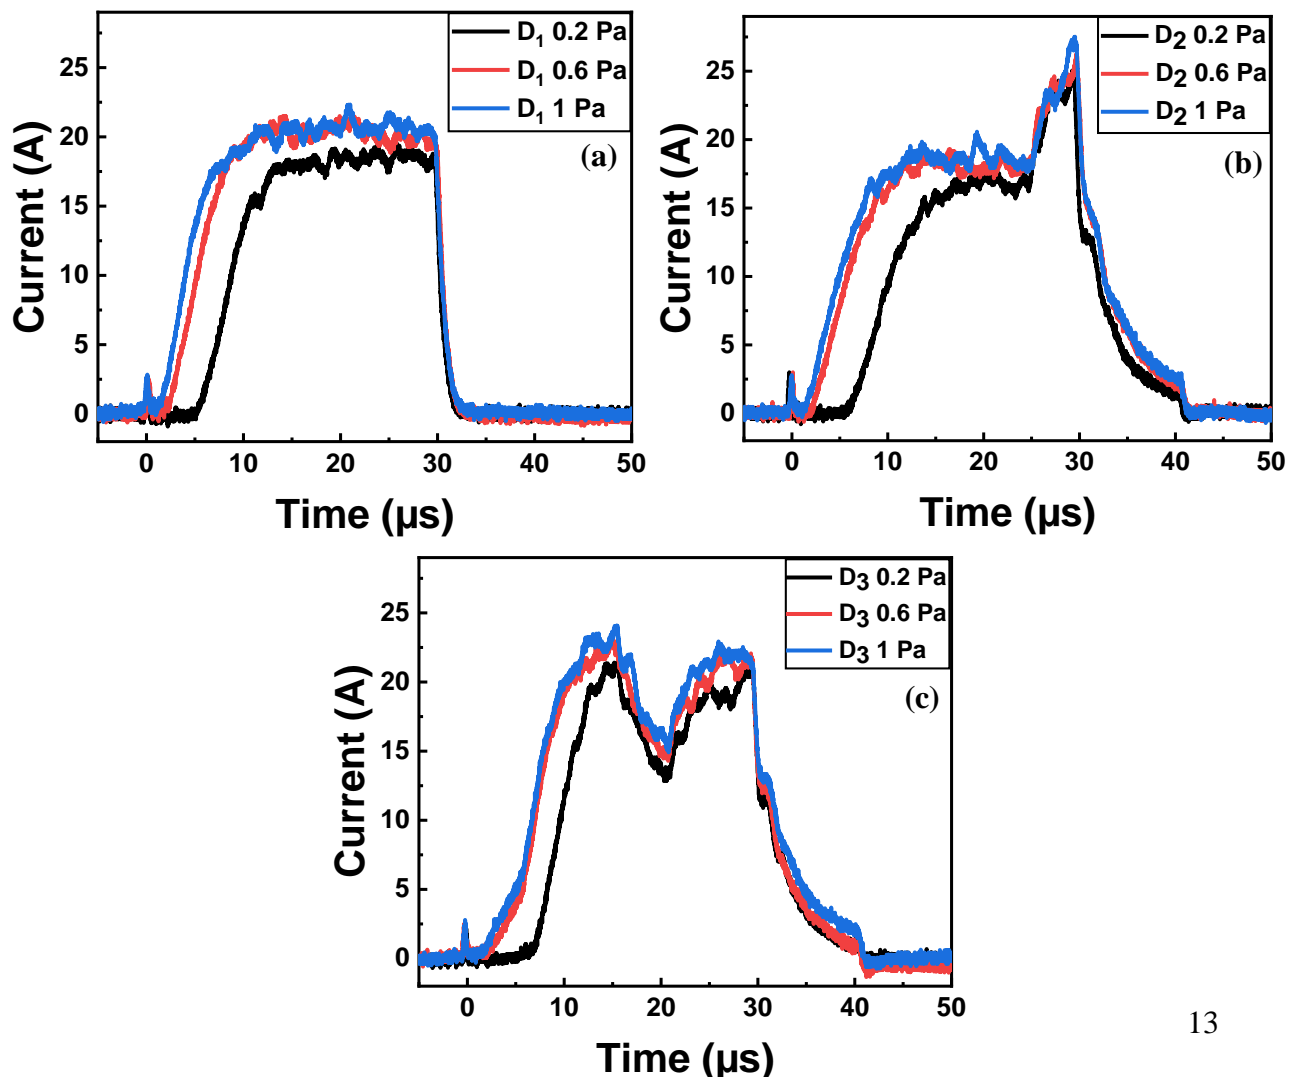 D1 0.2 Pa
D1 0.6 Pa
D1 1 Pa
(a)
Current (A)
25
20
15
10
5
0
0 10 20 30 40 50
Time (µs)
D2 0.2 Pa
D2 0.6 Pa
D2 1 Pa
(b)
Current (A)
25
20
15
10
5
0
0 10 20 30 40 50
Time (µs)
D3 0.2 Pa
D3 0.6 Pa
D3 1 Pa
(c)
Current (A)
25
20
15
10
5
0
0 10 20 30 40 50
Time (µs)
13